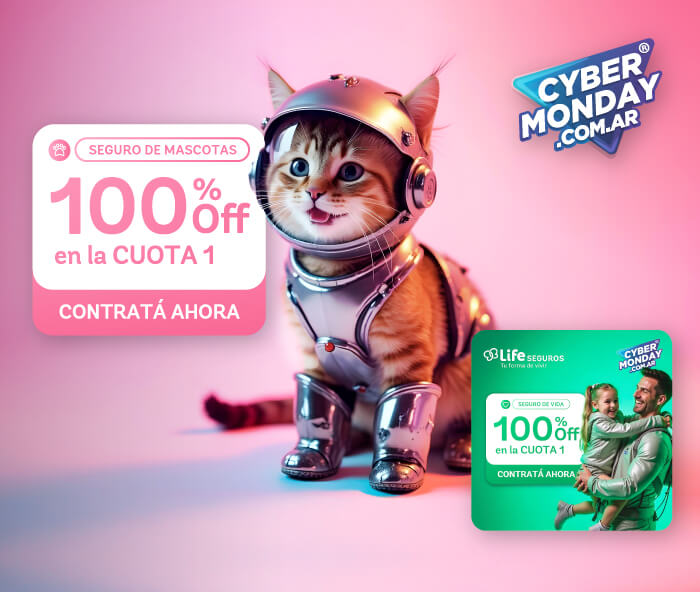 CYBER®
MONDAY
.COM.AR
SEGURO DE MASCOTAS
100%
Off
en la CUOTA 1
CONTRATÁ AHORA
Life SEGUROS
Tu forma de vivir
CYBER
MONDAY
.COM.AR
SEGURO DE VIDA
100%
Off
en la CUOTA 1
CONTRATÁ AHORA